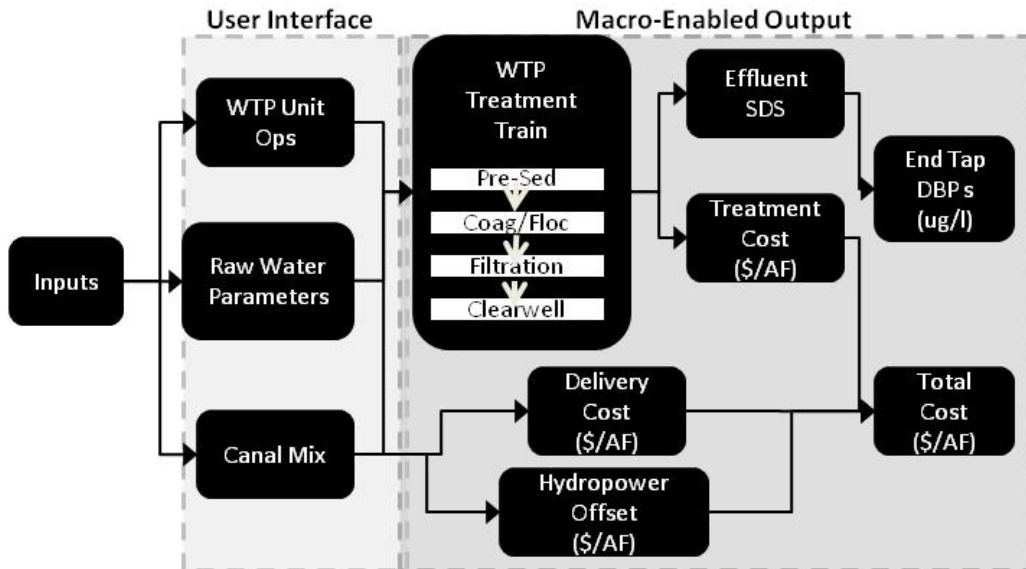 User Interface
Macro-Enabled Output
Inputs
WTP Unit
Ops
Raw Water
Parameters
Canal Mix
WTP
Treatment
Train
Pre-Sed
Coag/Floc
Filtration
Clearwell
Effluent
SDS
Treatment
Cost
($/AF)
End Tap
DBPs
(ug/l)
Delivery
Cost
($/AF)
Hydropower
Offset
($/AF)
Total
Cost
($/AF)